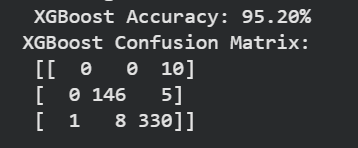 XGBoost Accuracy: 95.20%
XGBoost Confusion Matrix:
[[ 0 0 10]
[ 0 146 5]
[ 1 8 330]]